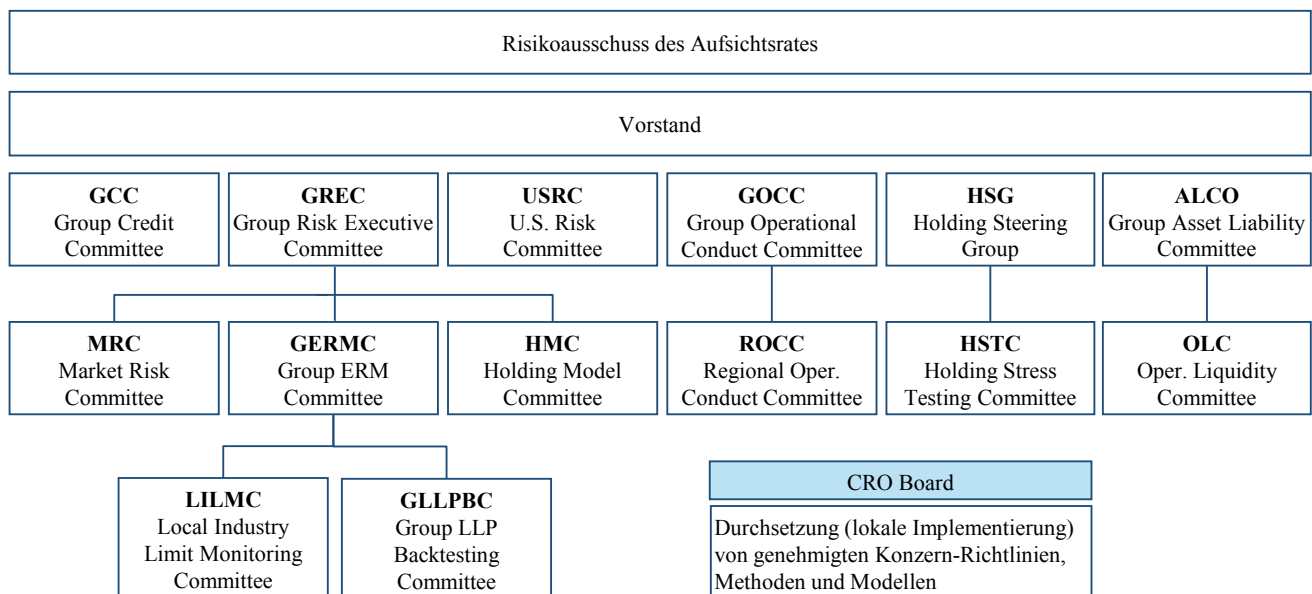 Risikoausschuss des Aufsichtsrates
Vorstand
GCC
Group Credit
Committee
GREC
Group Risk Executive
Committee
USRC
U.S. Risk
Committee
GOCC
Group Operational
Conduct Committee
HSG
Holding Steering
Group
ALCO
Group Asset Liability
Committee
MRC
Market Risk
Committee
GERMC
Group ERM
Committee
HMC
Holding Model
Committee
ROCC
Regional Oper.
Conduct Committee
HSTC
Holding Stress
Testing Committee
OLC
Oper. Liquidity
Committee
LILMC
Local Industry
Limit Monitoring
Committee
GLLPBC
Group LLP
Backtesting
Committee
CRO Board
Durchsetzung (lokale Implementierung)
von genehmigten Konzern-Richtlinien,
Methoden und Modellen